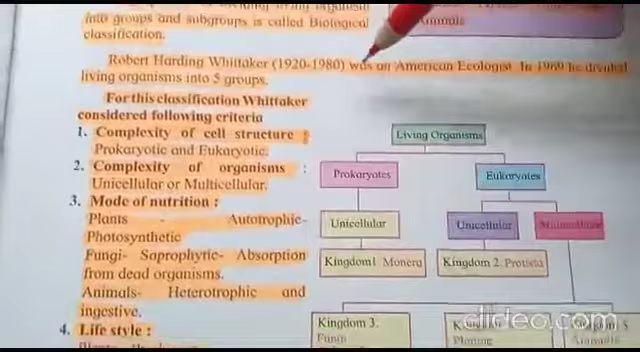 into groups and subgroups is called Biological
classification.
Animals
Robert Harding Whittaker (1920-1980) was an American Ecologist. In 1969 he divided
living organisms into 5 groups.
For this classification Whittaker
considered following criteria
1. Complexity of cell structure :
Prokaryotic and Eukaryotic.
2. Complexity of organisms :
Unicellular or Multicellular.
3. Mode of nutrition :
Plants - Autotrophic-
Photosynthetic
Fungi- Saprophytic- Absorption
from dead organisms.
Animals- Heterotrophic and
ingestive.
4. Life style :
Living Organisms
Prokaryotes
Eukaryotes
Unicellular
Unicellular
Multicellular
Kingdom1. Monera
Kingdom 2. Protista
Kingdom 3.
Fungi
clideo.com